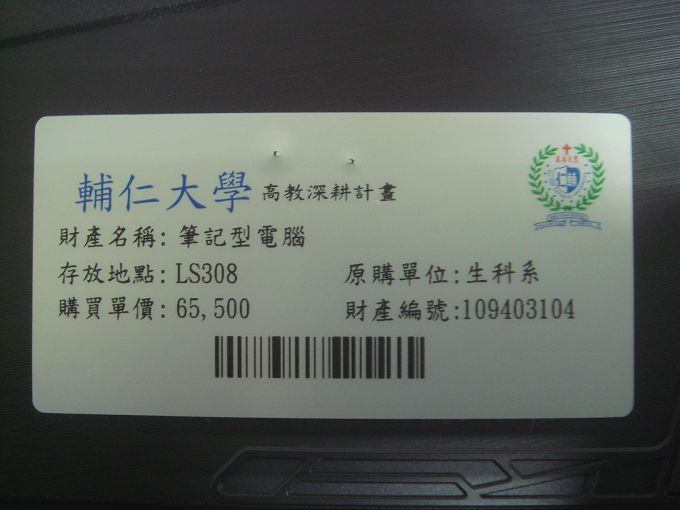 輔仁大學 高教深耕計畫
財產名稱: 筆記型電腦
存放地點: LS308 原購單位: 生科系
購買單價: 65,500 財產編號:109403104